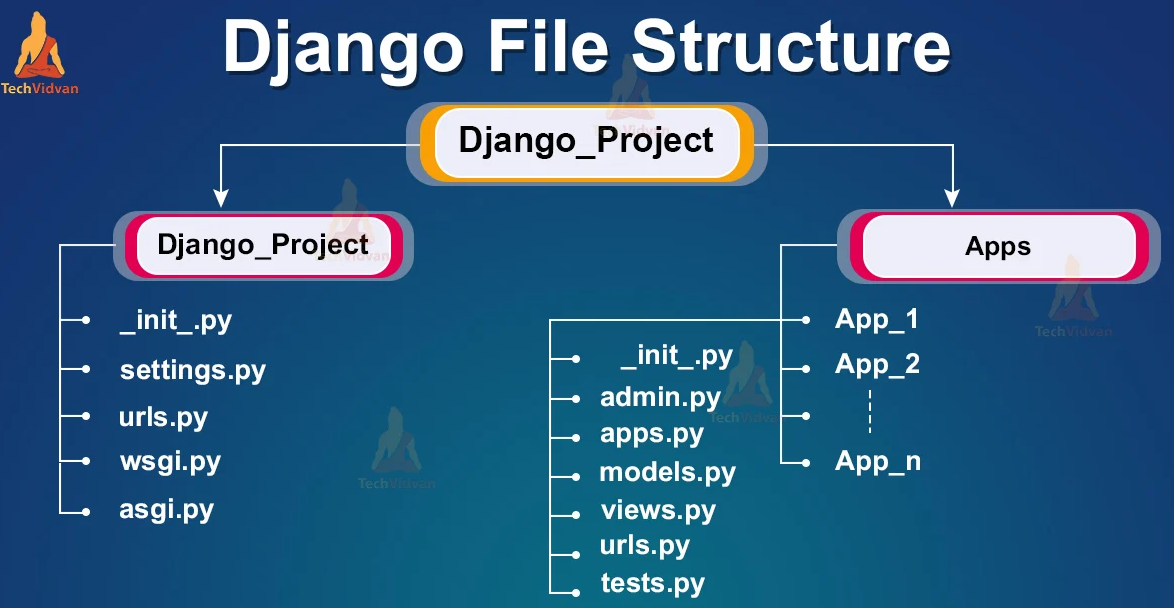 TechVidvan
Django File Structure
Django_Project
Django_Project
_init_.py
settings.py
urls.py
wsgi.py
asgi.py
Apps
App_1
App_2
App_n
_init_.py
admin.py
apps.py
models.py
views.py
urls.py
tests.py
TechVidvan
TechVidvan
TechVidvan
TechVidvan
TechVidvan